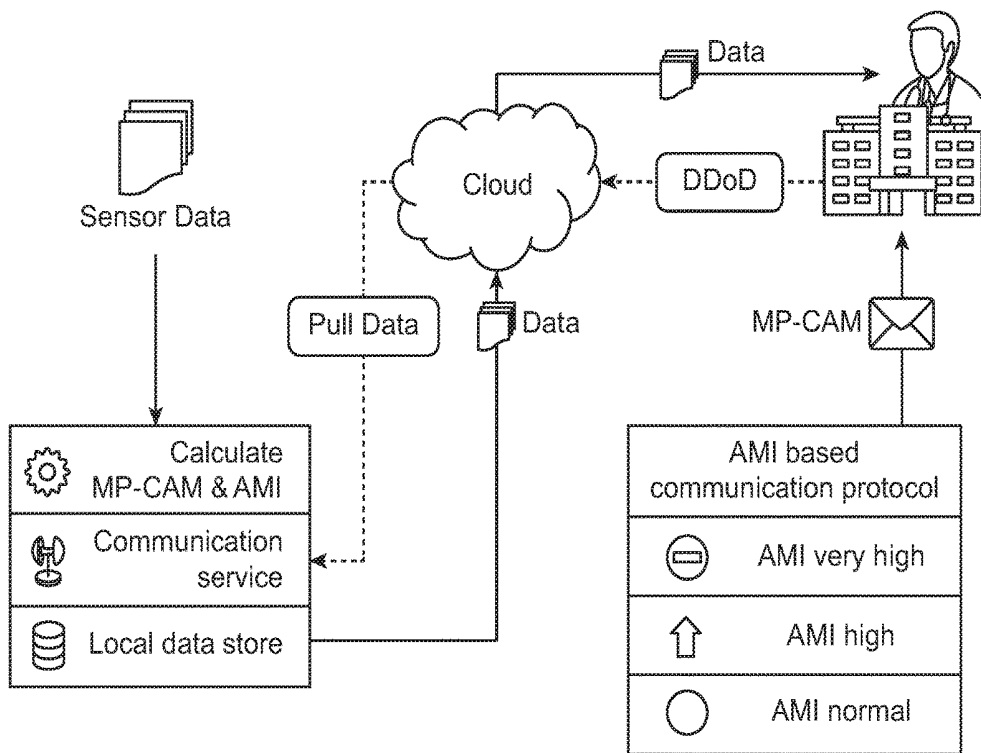 Data
Sensor Data
Cloud
DDoD
Pull Data
Data
MP-CAM
Calculate
MP-CAM & AMI
Communication
service
Local data store
AMI based
communication protocol
AMI very high
AMI high
AMI normal